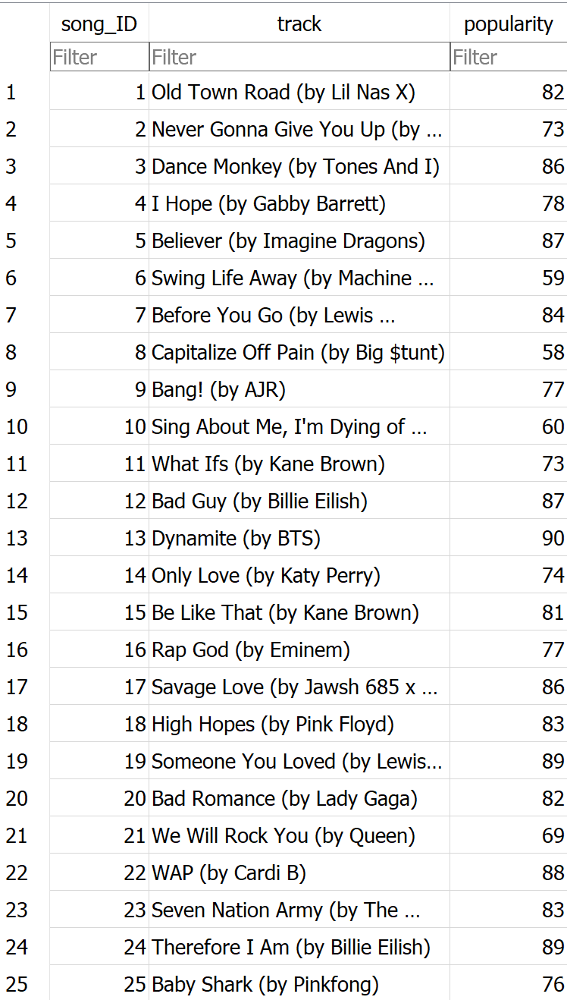 song_ID track popularity
Filter Filter Filter
1 1 Old Town Road (by Lil Nas X) 82
2 2 Never Gonna Give You Up (by ... 73
3 3 Dance Monkey (by Tones And I) 86
4 4 I Hope (by Gabby Barrett) 78
5 5 Believer (by Imagine Dragons) 87
6 6 Swing Life Away (by Machine ... 59
7 7 Before You Go (by Lewis ... 84
8 8 Capitalize Off Pain (by Big $tunt) 58
9 9 Bang! (by AJR) 77
10 10 Sing About Me, I'm Dying of ... 60
11 11 What Ifs (by Kane Brown) 73
12 12 Bad Guy (by Billie Eilish) 87
13 13 Dynamite (by BTS) 90
14 14 Only Love (by Katy Perry) 74
15 15 Be Like That (by Kane Brown) 81
16 16 Rap God (by Eminem) 77
17 17 Savage Love (by Jawsh 685 x ... 86
18 18 High Hopes (by Pink Floyd) 83
19 19 Someone You Loved (by Lewis... 89
20 20 Bad Romance (by Lady Gaga) 82
21 21 We Will Rock You (by Queen) 69
22 22 WAP (by Cardi B) 88
23 23 Seven Nation Army (by The ... 83
24 24 Therefore I Am (by Billie Eilish) 89
25 25 Baby Shark (by Pinkfong) 76